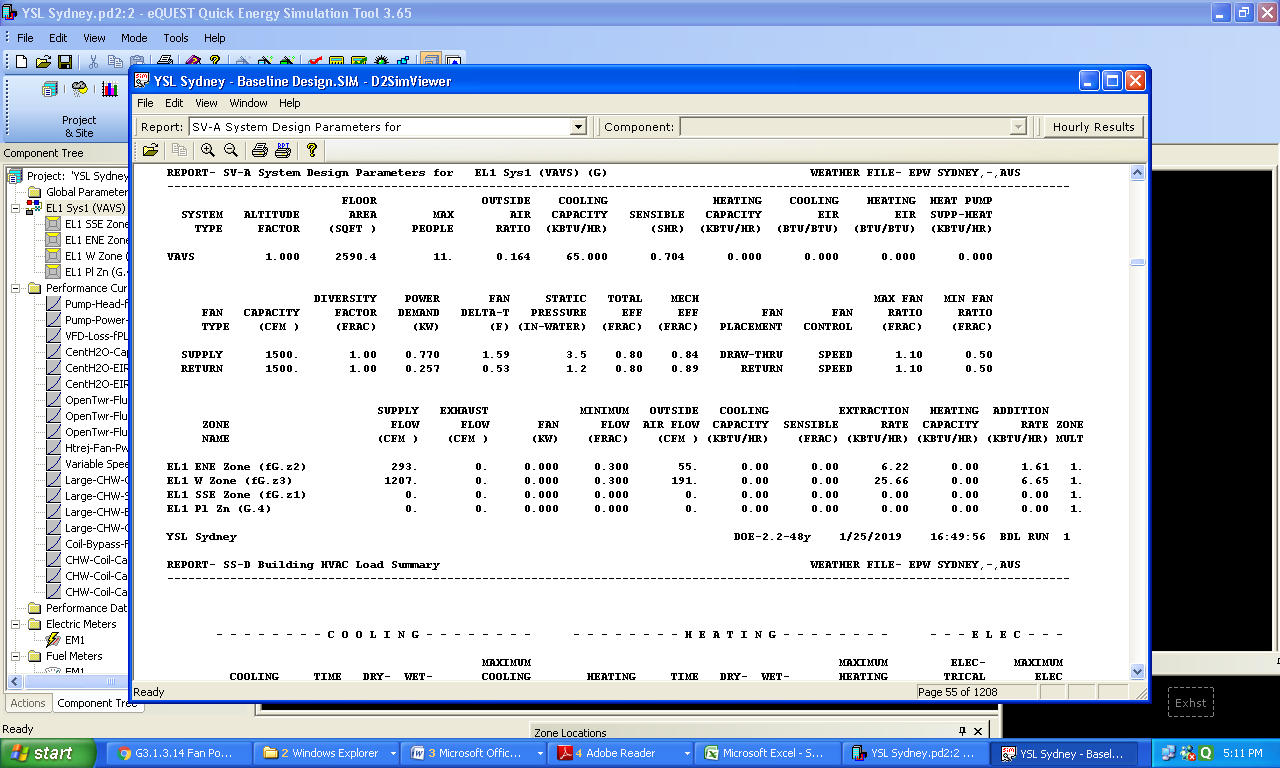 YSL Sydney.pd2:2 - eQUEST Quick Energy Simulation Tool 3.65
File Edit View Mode Tools Help
Project
& Site
Component Tree
Project: 'YSL Sydney
Global Parameter
EL1 Sys1 (VAVS)
EL1 SSE Zone
EL1 ENE Zone
EL1 W Zone (f
EL1 Pl Zn (G.
Performance Cur
Pump-Head-F
Pump-Power-
VFD-Loss-fPL
CentH2O-Cap
CentH2O-EIR
CentH2O-EIR
OpenTwr-Flu
OpenTwr-Flu
OpenTwr-Flu
Htrej-Fan-Pw
Variable Spee
Large-CHW-C
Large-CHW-S
Large-CHW-B
Large-CHW-C
Coil-Bypass-F
CHW-Coil-Ca
CHW-Coil-Ca
CHW-Coil-Ca
Performance Dat
Electric Meters
EM1
Fuel Meters
FM1
Actions Component Tree
Ready
YSL Sydney - Baseline Design.SIM - D2SimViewer
File Edit View Window Help
Report: SV-A System Design Parameters for Component: Hourly Results
REPORT- SV-A System Design Parameters for EL1 Sys1 (VAVS) (G) WEATHER FILE- EPW SYDNEY,-,AUS
FLOOR OUTSIDE COOLING HEATING COOLING HEATING HEAT PUMP
SYSTEM ALTITUDE AREA MAX AIR CAPACITY SENSIBLE CAPACITY EIR EIR SUPP-HEAT
TYPE FACTOR (SQFT ) PEOPLE RATIO (KBTU/HR) (SHR) (KBTU/HR) (BTU/BTU) (BTU/BTU) (KBTU/HR)
VAVS 1.000 2590.4 11. 0.164 65.000 0.704 0.000 0.000 0.000 0.000
DIVERSITY POWER FAN STATIC TOTAL MECH MAX FAN MIN FAN
FAN CAPACITY FACTOR DEMAND DELTA-T PRESSURE EFF EFF FAN FAN RATIO RATIO
TYPE (CFM ) (FRAC) (KW) (F) (IN-WATER) (FRAC) (FRAC) PLACEMENT CONTROL (FRAC) (FRAC)
SUPPLY 1500. 1.00 0.770 1.59 3.5 0.80 0.84 DRAW-THRU SPEED 1.10 0.50
RETURN 1500. 1.00 0.257 0.53 1.2 0.80 0.89 RETURN SPEED 1.10 0.50
SUPPLY EXHAUST MINIMUM OUTSIDE COOLING EXTRACTION HEATING ADDITION
ZONE FLOW FLOW FAN FLOW AIR FLOW CAPACITY SENSIBLE RATE CAPACITY RATE ZONE
NAME (CFM ) (CFM ) (KW) (FRAC) (CFM ) (KBTU/HR) (FRAC) (KBTU/HR) (KBTU/HR) (KBTU/HR) MULT
EL1 ENE Zone (fG.z2) 293. 0. 0.000 0.300 55. 0.00 0.00 6.22 0.00 1.61 1.
EL1 W Zone (fG.z3) 1207. 0. 0.000 0.300 191. 0.00 0.00 25.66 0.00 6.65 1.
EL1 SSE Zone (fG.z1) 0. 0. 0.000 0.000 0. 0.00 0.00 0.00 0.00 0.00 1.
EL1 Pl Zn (G.4) 0. 0. 0.000 0.000 0. 0.00 0.00 0.00 0.00 0.00 1.
YSL Sydney DOE-2.2-48y 1/25/2019 16:49:56 BDL RUN 1
REPORT- SS-D Building HVAC Load Summary WEATHER FILE- EPW SYDNEY,-,AUS
- - - - - - - - C O O L I N G - - - - - - - - - - - - - - - - H E A T I N G - - - - - - - - - - - E L E C - - -
MAXIMUM MAXIMUM ELEC- MAXIMUM
COOLING TIME DRY- WET- COOLING HEATING TIME DRY- WET- HEATING TRICAL ELEC
Ready Page 55 of 1208
Exhst
Zone Locations
start G3.1.3.14 Fan Po... 2 Windows Explorer 3 Microsoft Offic... 4 Adobe Reader Microsoft Excel - S... YSL Sydney.pd2:2 ... YSL Sydney - Basel... 5:11 PM